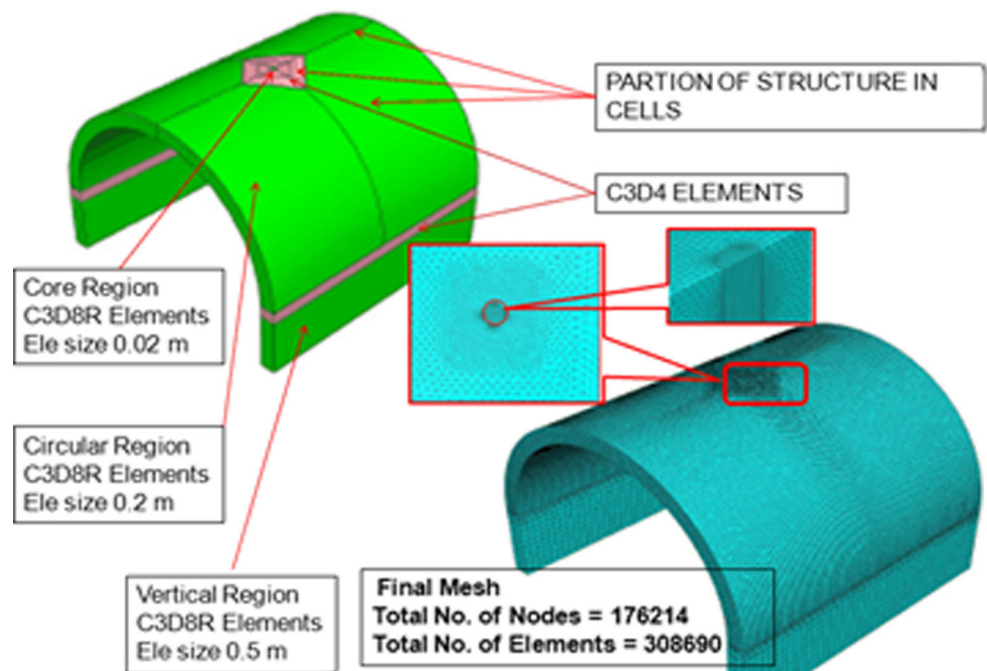 PARTION OF STRUCTURE IN
CELLS
C3D4 ELEMENTS
Core Region
C3D8R Elements
Ele size 0.02 m
Circular Region
C3D8R Elements
Ele size 0.2 m
Vertical Region
C3D8R Elements
Ele size 0.5 m
Final Mesh
Total No. of Nodes = 176214
Total No. of Elements = 308690